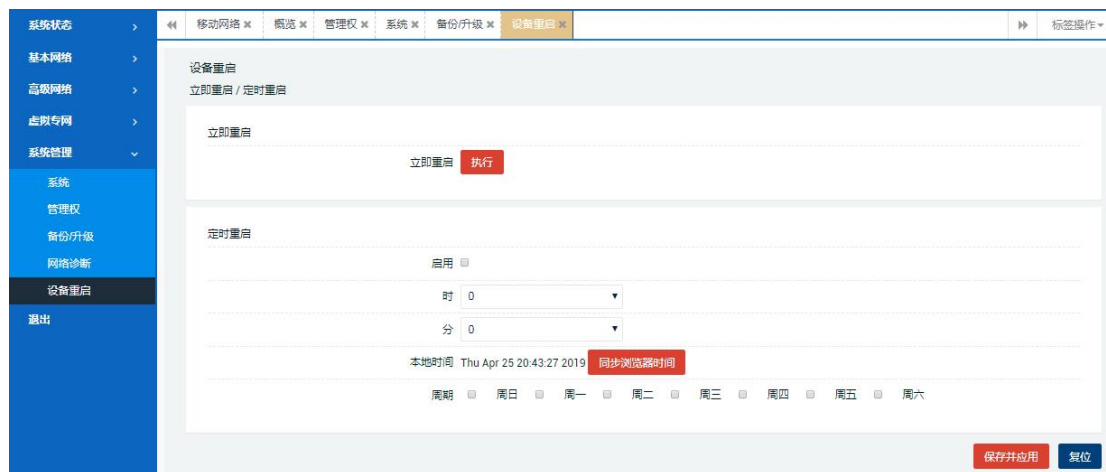 系统状态
基本网络
高级网络
虚拟专网
系统管理
系统
管理权
备份/升级
网络诊断
设备重启
退出
移动网络 概览 管理权 系统 备份/升级 设备重启 标签操作
设备重启
立即重启 / 定时重启
立即重启
立即重启 执行
定时重启
启用
时 0
分 0
本地时间 Thu Apr 25 20:43:27 2019 同步浏览器时间
周期 周日 周一 周二 周三 周四 周五 周六
保存并应用 复位